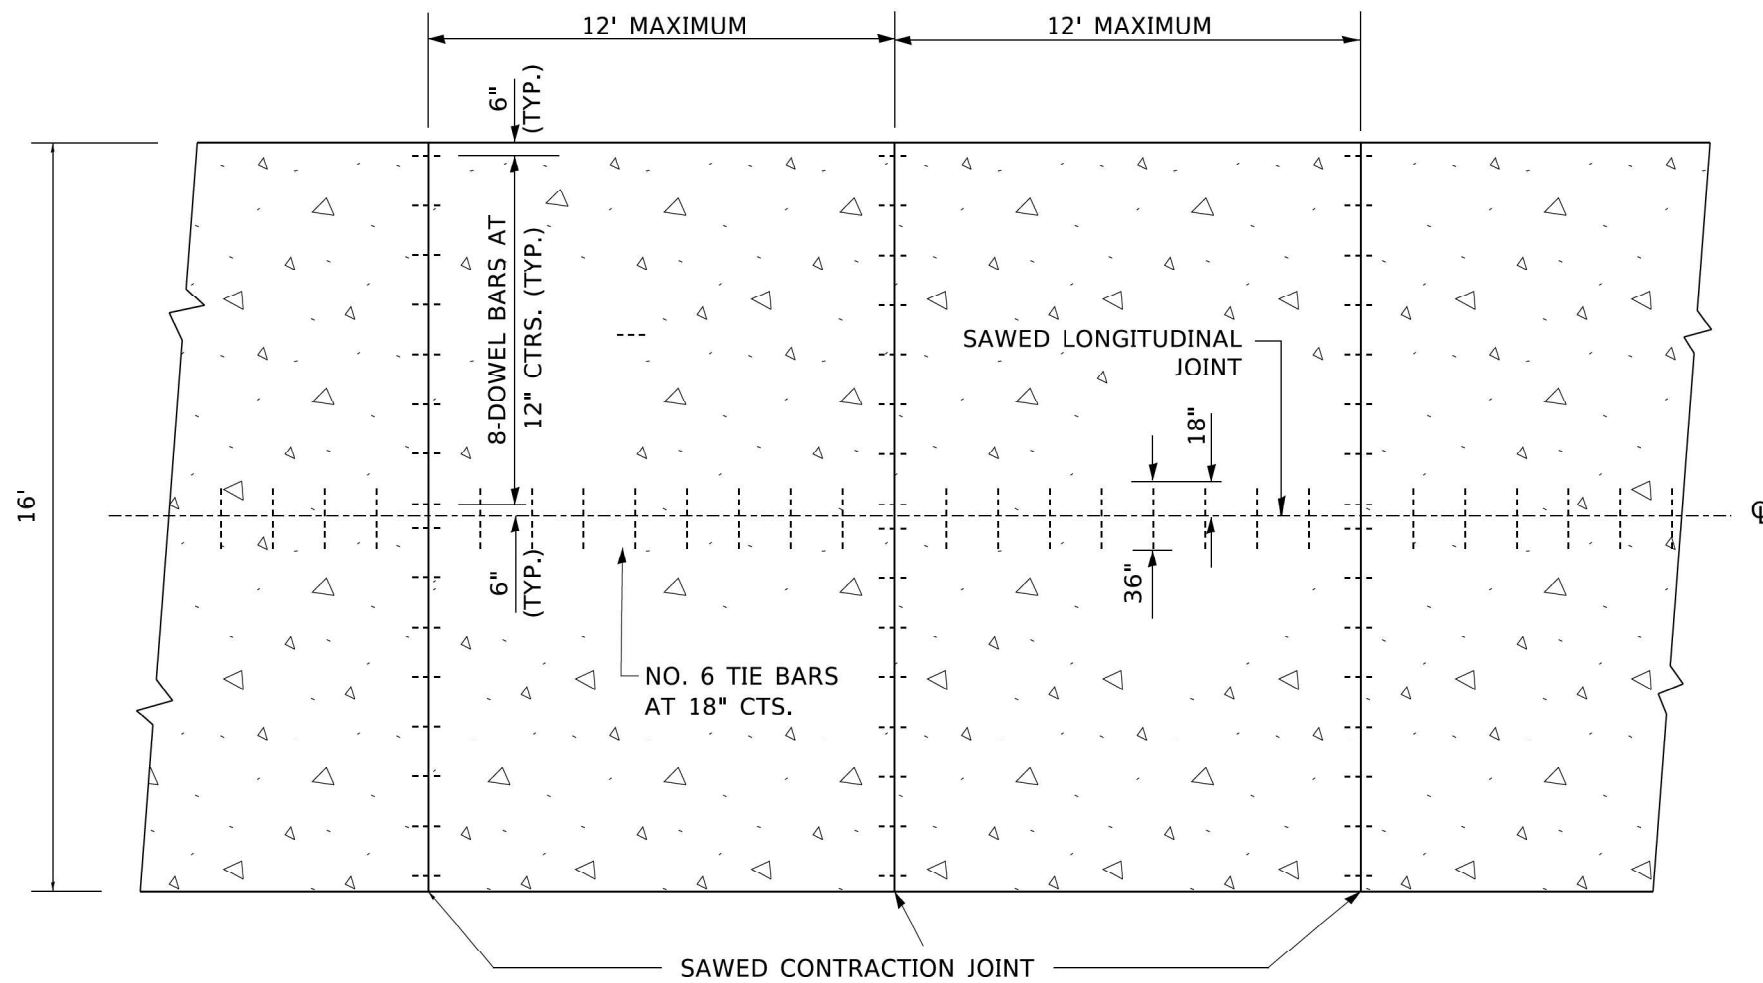 12' MAXIMUM
12' MAXIMUM
6"
(TYP.)
8-DOWEL BARS AT
12" CTRS. (TYP.)
SAWED LONGITUDINAL
JOINT
18"
16'
℄
6"
(TYP.)
36"
NO. 6 TIE BARS
AT 18" CTS.
SAWED CONTRACTION JOINT